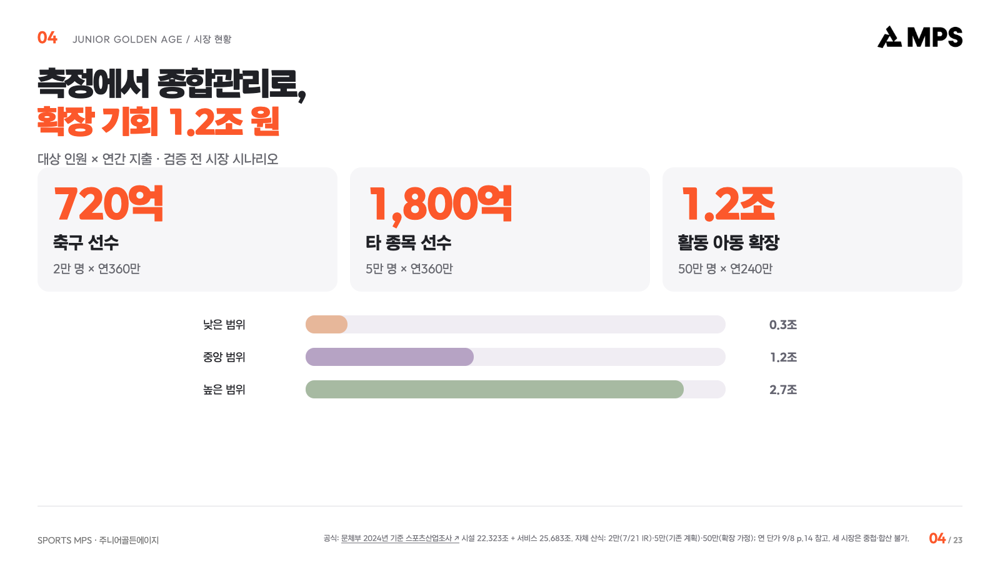 04 JUNIOR GOLDEN AGE / 시장 현황
MPS
측정에서 종합관리로,
확장 기회 1.2조 원
대상 인원 × 연간 지출 · 검증 전 시장 시나리오
720억
축구 선수
2만 명 × 연360만
1,800억
타 종목 선수
5만 명 × 연360만
1.2조
활동 아동 확장
50만 명 × 연240만
낮은 범위 0.3조
중앙 범위 1.2조
높은 범위 2.7조
SPORTS MPS · 주니어골든에이지
공식: 문체부 2024년 기준 스포츠산업조사 ↗ 시설 22.323조 + 서비스 25.683조. 자체 산식: 2만(7/21 IR)·5만(기존 계획)·50만(확장 가정); 연 단가 9/8 p.14 참고. 세 시장은 중첩·합산 불가.
04 / 23